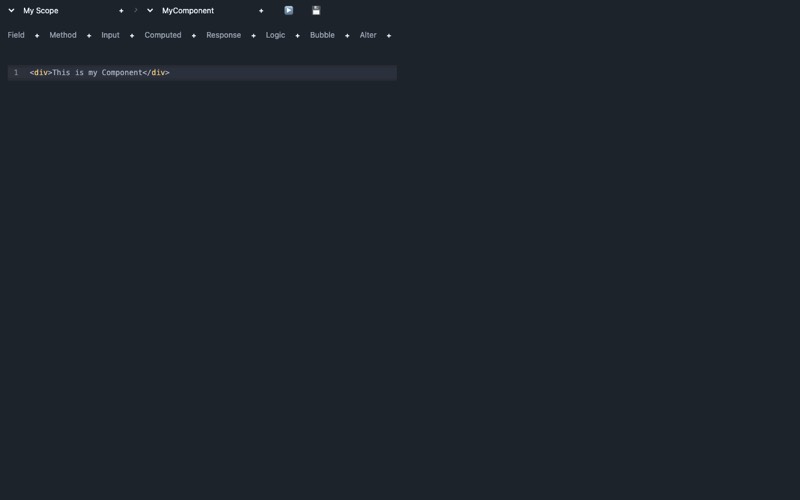 My Scope + > MyComponent +
Field + Method + Input + Computed + Response + Logic + Bubble + Alter +
1 <div>This is my Component</div>